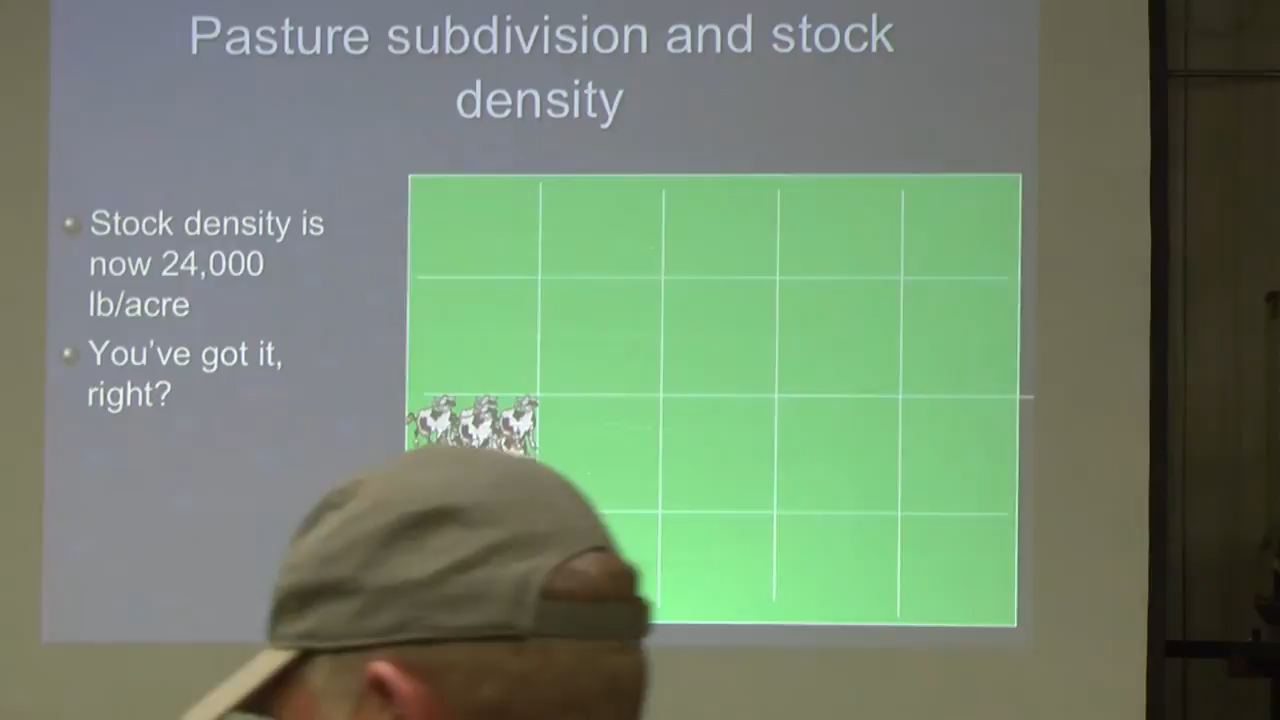 Pasture subdivision and stock
density
Stock density is
now 24,000
lb/acre
You’ve got it,
right?